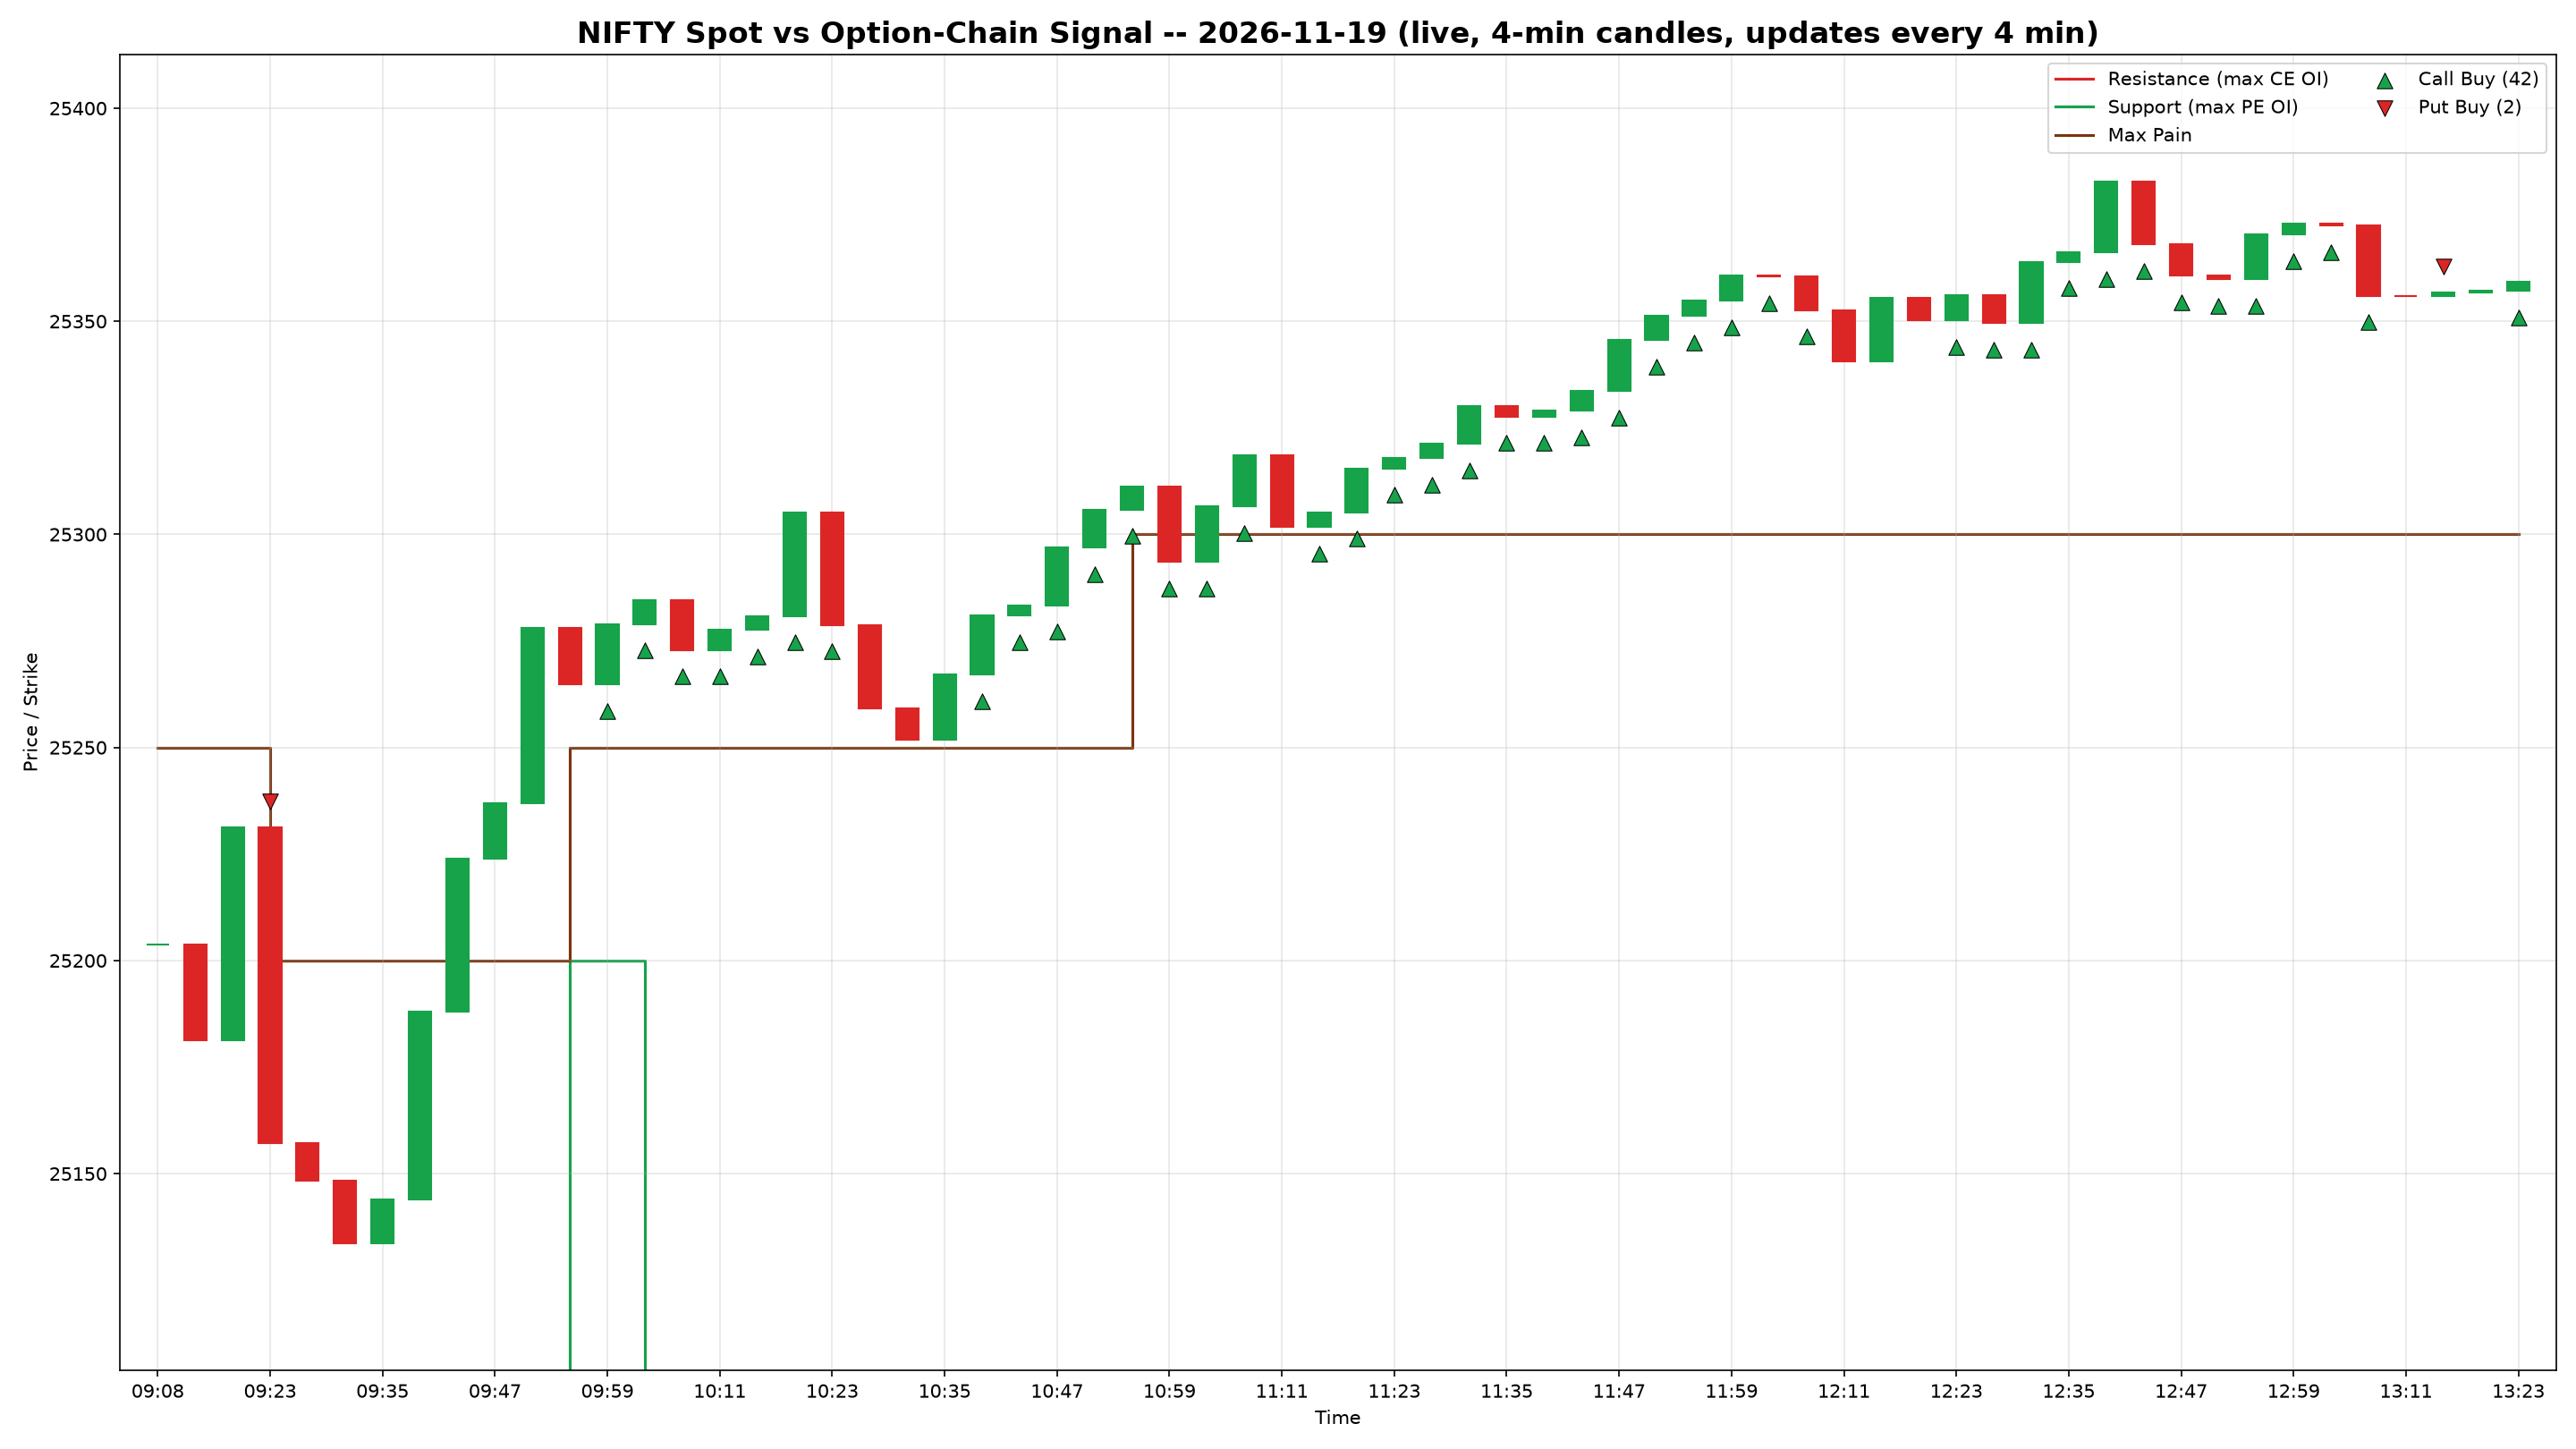 NIFTY Spot vs Option-Chain Signal -- 2026-11-19 (live, 4-min candles, updates every 4 min)
Resistance (max CE OI)
Support (max PE OI)
Max Pain
Call Buy (42)
Put Buy (2)
Price / Strike
25400
25350
25300
25250
25200
25150
09:08 09:23 09:35 09:47 09:59 10:11 10:23 10:35 10:47 10:59 11:11 11:23 11:35 11:47 11:59 12:11 12:23 12:35 12:47 12:59 13:11 13:23
Time